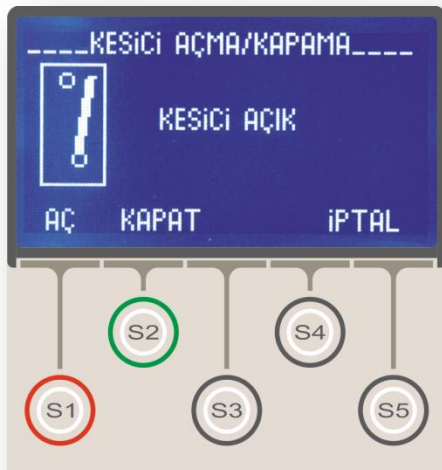 ____KESİCİ AÇMA/KAPAMA____
KESİCİ AÇIK
AÇ KAPAT İPTAL
S2 S4
S1 S3 S5